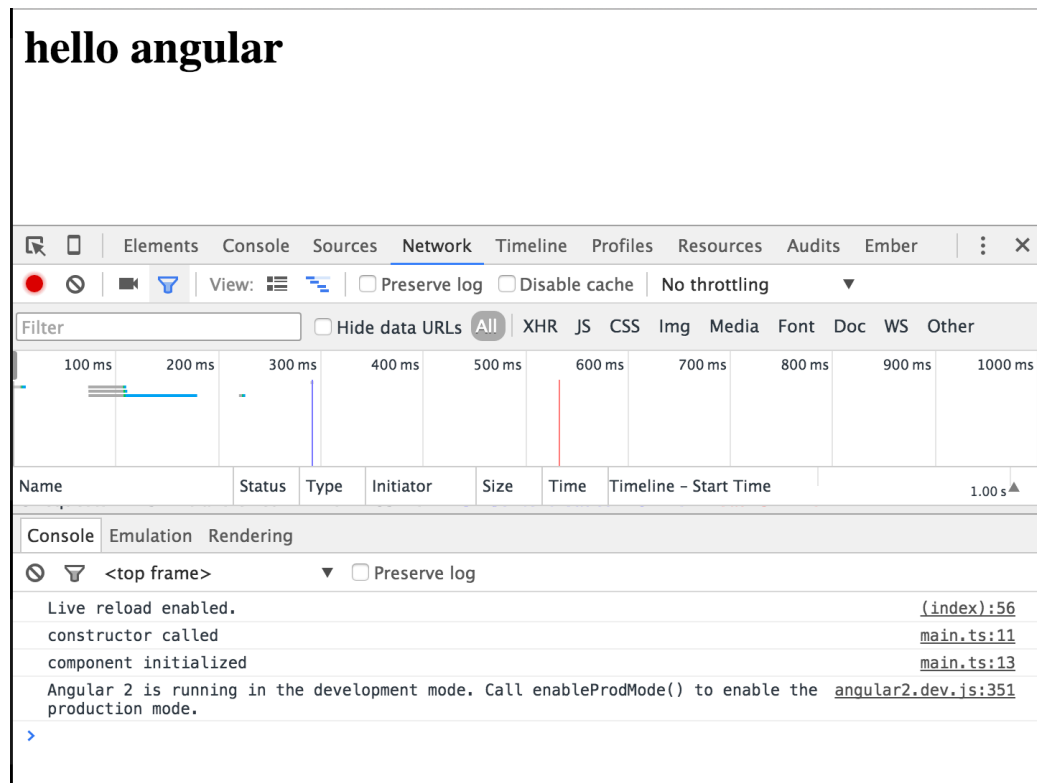 hello angular
Elements Console Sources Network Timeline Profiles Resources Audits Ember
View: Preserve log Disable cache No throttling
Filter Hide data URLs All XHR JS CSS Img Media Font Doc WS Other
100 ms 200 ms 300 ms 400 ms 500 ms 600 ms 700 ms 800 ms 900 ms 1000 ms
Name Status Type Initiator Size Time Timeline – Start Time 1.00 s
Console Emulation Rendering
<top frame> Preserve log
Live reload enabled. (index):56
constructor called main.ts:11
component initialized main.ts:13
Angular 2 is running in the development mode. Call enableProdMode() to enable the angular2.dev.js:351
production mode.
>